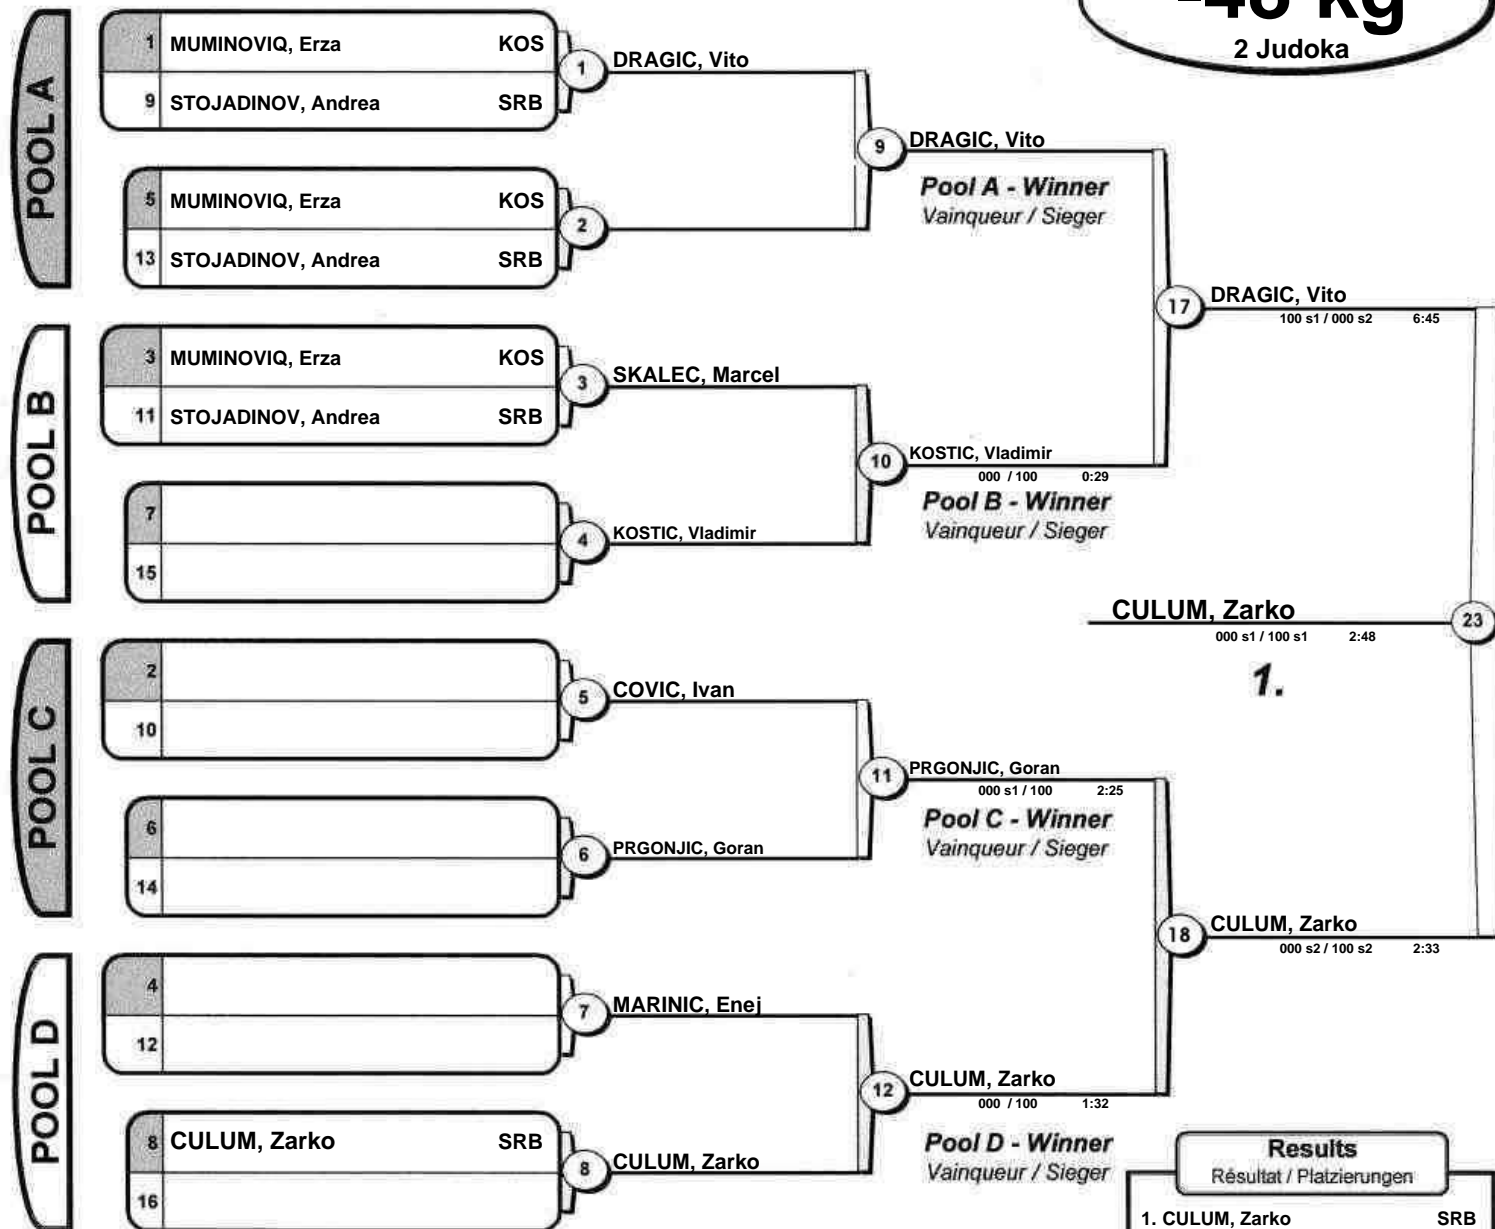 -48 kg
2 Judoka
POOL A
1 MUMINOVIQ, Erza KOS
9 STOJADINOV, Andrea SRB
1 DRAGIC, Vito
5 MUMINOVIQ, Erza KOS
13 STOJADINOV, Andrea SRB
2
9 DRAGIC, Vito
Pool A - Winner
Vainqueur / Sieger
17 DRAGIC, Vito
100 s1 / 000 s2 6:45
POOL B
3 MUMINOVIQ, Erza KOS
11 STOJADINOV, Andrea SRB
3 SKALEC, Marcel
7
15
4 KOSTIC, Vladimir
10 KOSTIC, Vladimir
000 / 100 0:29
Pool B - Winner
Vainqueur / Sieger
CULUM, Zarko 23
000 s1 / 100 s1 2:48
1.
POOL C
2
10
5 COVIC, Ivan
6
14
6 PRGONJIC, Goran
11 PRGONJIC, Goran
000 s1 / 100 2:25
Pool C - Winner
Vainqueur / Sieger
18 CULUM, Zarko
000 s2 / 100 s2 2:33
POOL D
4
12
7 MARINIC, Enej
8 CULUM, Zarko SRB
16
8 CULUM, Zarko
12 CULUM, Zarko
000 / 100 1:32
Pool D - Winner
Vainqueur / Sieger
Results
Résultat / Platzierungen
1. CULUM, Zarko SRB